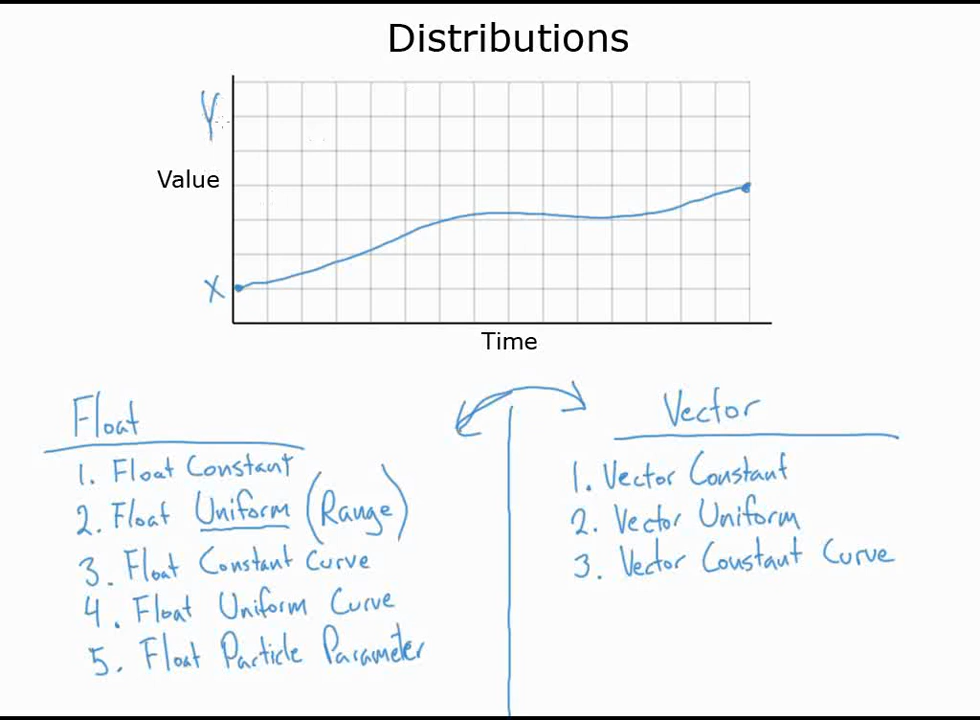 Distributions
Y
Value
X
Time
Float
1. Float Constant
2. Float Uniform (Range)
3. Float Constant Curve
4. Float Uniform Curve
5. Float Particle Parameter
Vector
1. Vector Constant
2. Vector Uniform
3. Vector Constant Curve